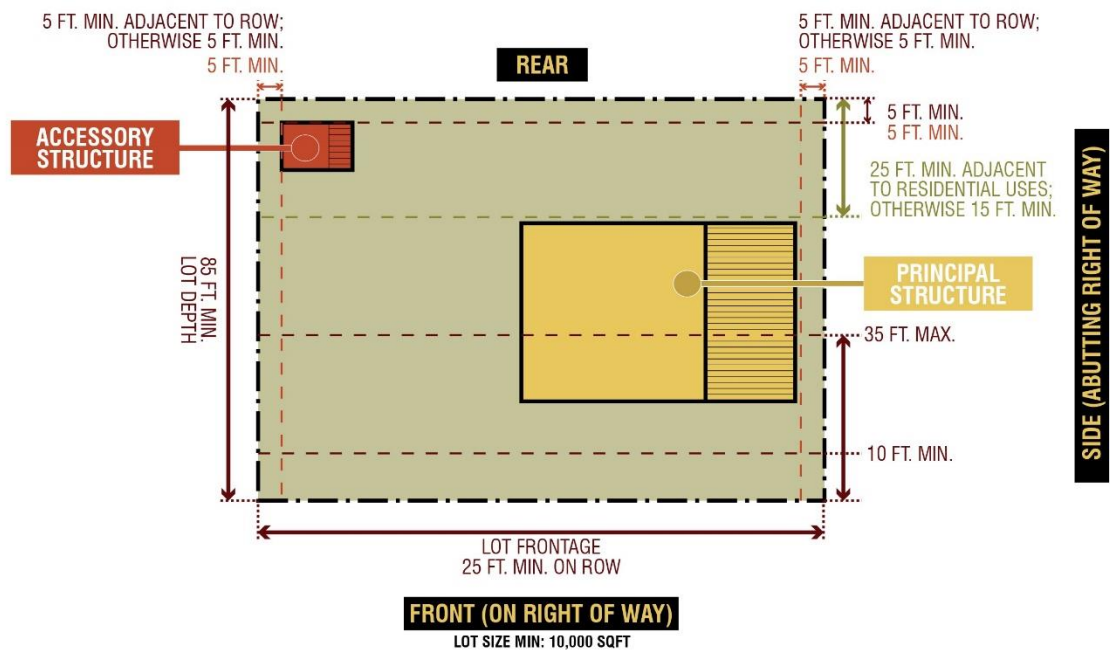 5 FT. MIN. ADJACENT TO ROW;
OTHERWISE 5 FT. MIN.
5 FT. MIN.
REAR
5 FT. MIN. ADJACENT TO ROW;
OTHERWISE 5 FT. MIN.
5 FT. MIN.
ACCESSORY
STRUCTURE
5 FT. MIN.
5 FT. MIN.
25 FT. MIN. ADJACENT
TO RESIDENTIAL USES;
OTHERWISE 15 FT. MIN.
85 FT. MIN.
LOT DEPTH
PRINCIPAL
STRUCTURE
35 FT. MAX.
10 FT. MIN.
SIDE (ABUTTING RIGHT OF WAY)
LOT FRONTAGE
25 FT. MIN. ON ROW
FRONT (ON RIGHT OF WAY)
LOT SIZE MIN: 10,000 SQFT